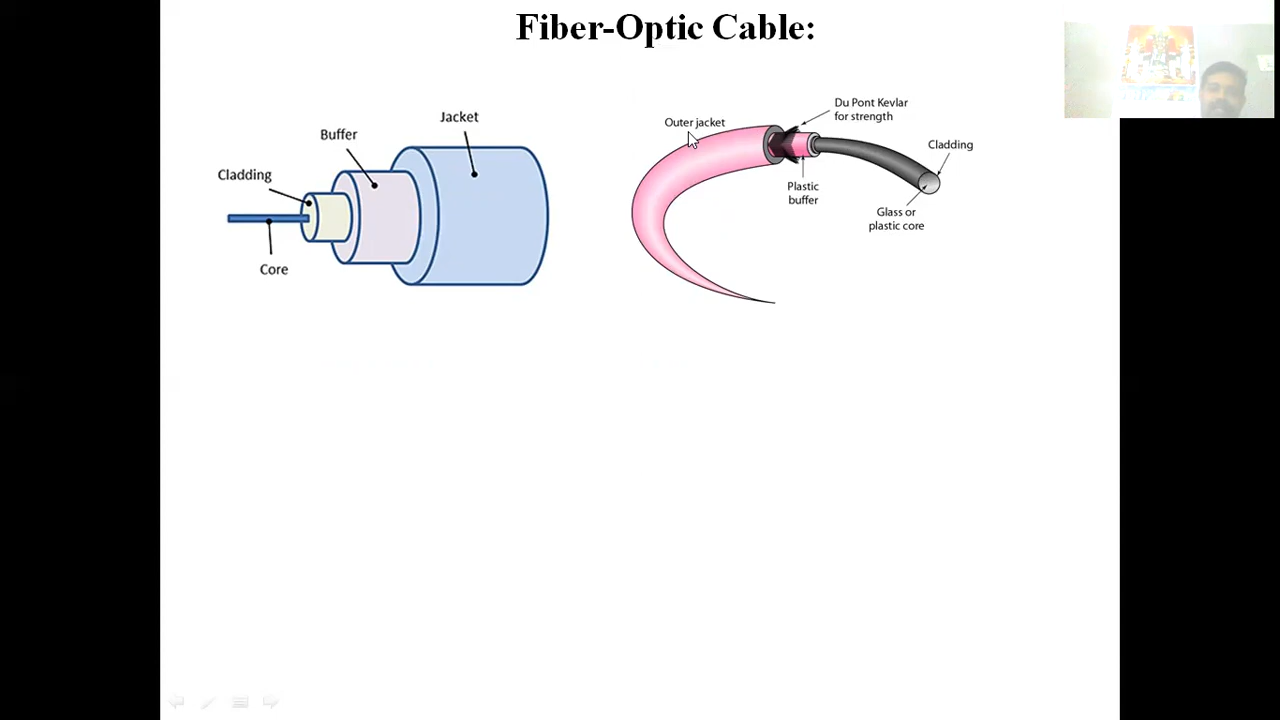 Fiber-Optic Cable:
Jacket
Buffer
Cladding
Core
Outer jacket
Du Pont Kevlar
for strength
Cladding
Plastic
buffer
Glass or
plastic core